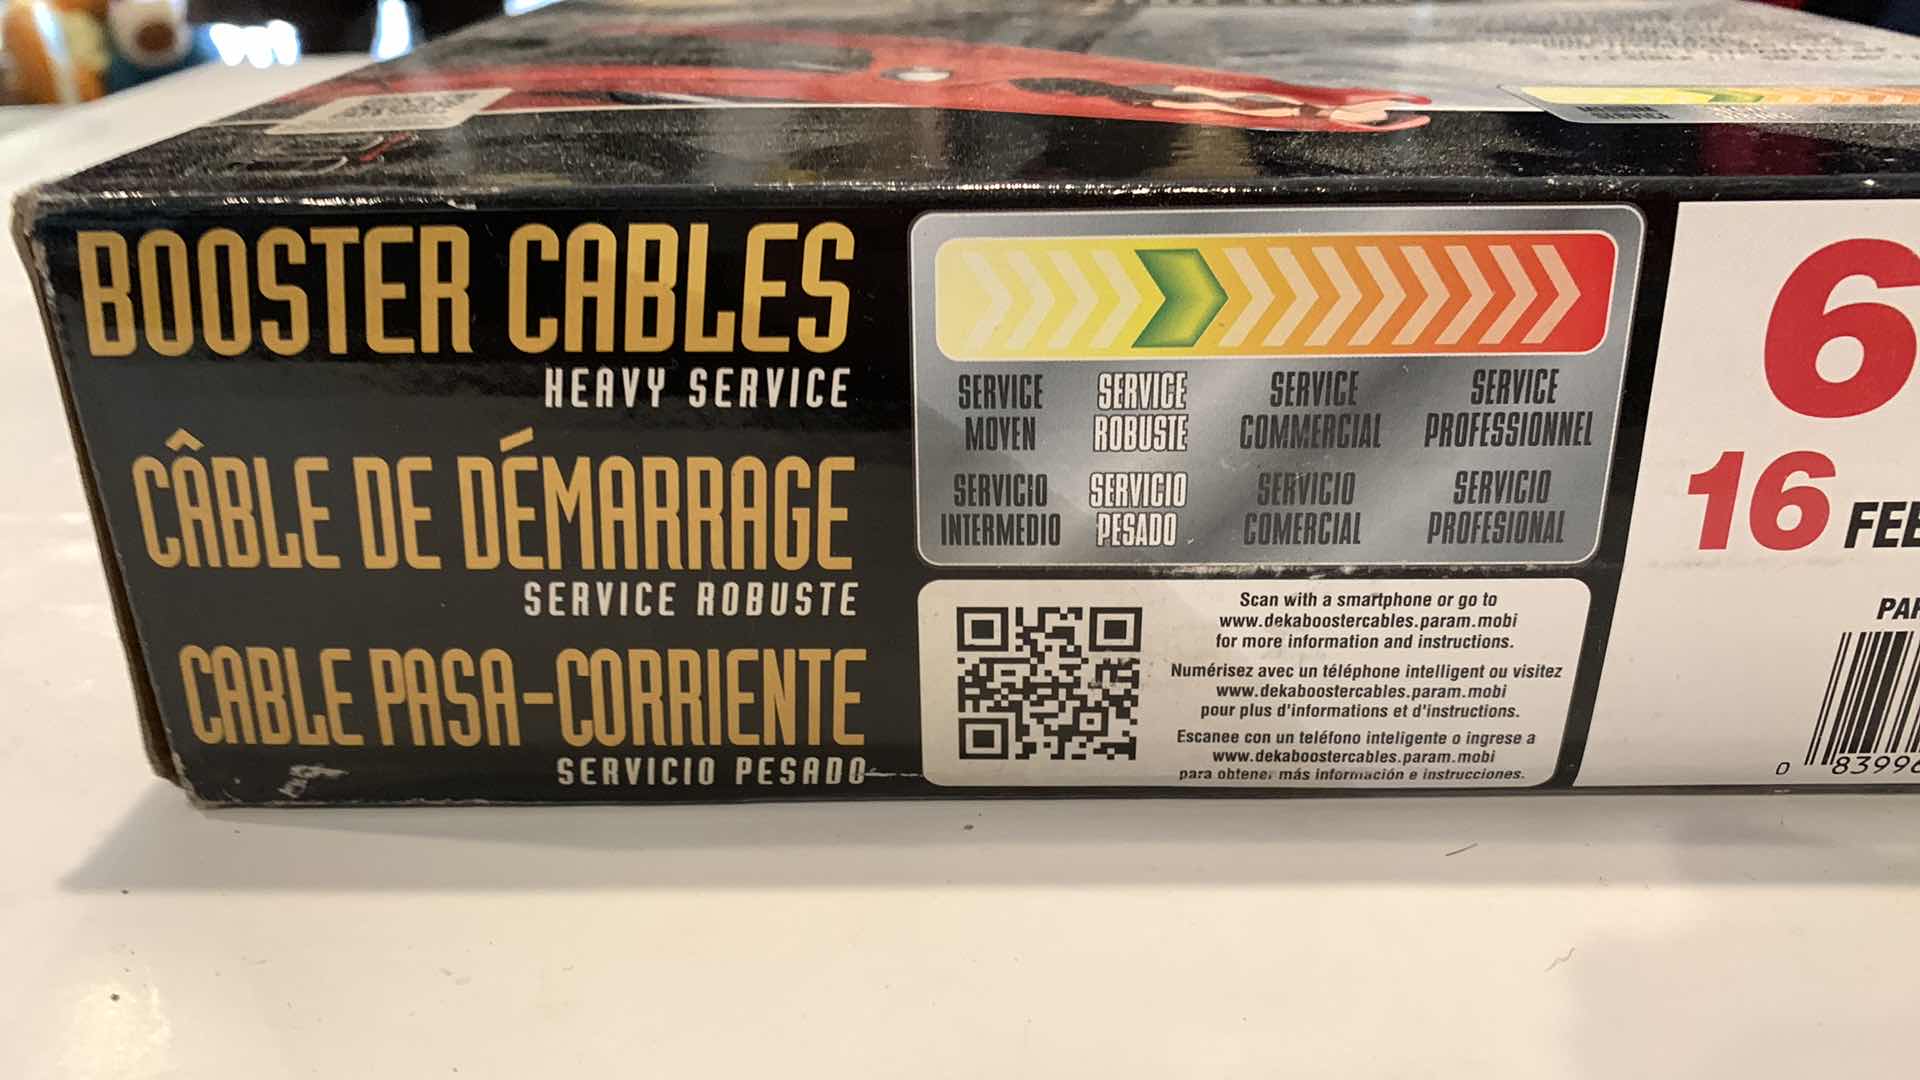 BOOSTER CABLES
HEAVY SERVICE
CÂBLE DE DÉMARRAGE
SERVICE ROBUSTE
CABLE PASA-CORRIENTE
SERVICIO PESADO
SERVICE MOYEN
SERVICE ROBUSTE
SERVICE COMMERCIAL
SERVICE PROFESSIONNEL
SERVICIO INTERMEDIO
SERVICIO PESADO
SERVICIO COMERCIAL
SERVICIO PROFESIONAL
Scan with a smartphone or go to
www.dekaboostercables.param.mobi
for more information and instructions.
Numérisez avec un téléphone intelligent ou visitez
www.dekaboostercables.param.mobi
pour plus d'informations et d'instructions.
Escanee con un teléfono inteligente o ingrese a
www.dekaboostercables.param.mobi
para obtener más información e instrucciones.
6
16 FEE
PAR
0 83996